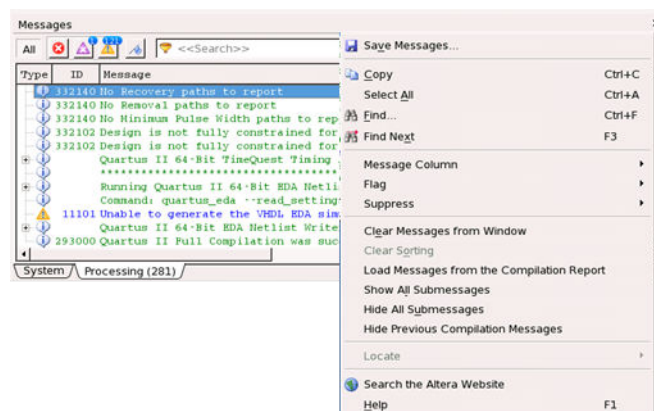 Messages
All 1 121 <<Search>>
Type ID Message
332140 No Recovery paths to report
332140 No Removal paths to report
332140 No Minimum Pulse Width paths to rep
332102 Design is not fully constrained for
332102 Design is not fully constrained for
Quartus II 64-Bit TimeQuest Timing
***********************************
Running Quartus II 64-Bit EDA Netli
Command: quartus_eda --read_setting
11101 Unable to generate the VHDL EDA sim
Quartus II 64-Bit EDA Netlist Write
293000 Quartus II Full Compilation was suc
System Processing (281)
Save Messages...
Copy Ctrl+C
Select All Ctrl+A
Find... Ctrl+F
Find Next F3
Message Column
Flag
Suppress
Clear Messages from Window
Clear Sorting
Load Messages from the Compilation Report
Show All Submessages
Hide All Submessages
Hide Previous Compilation Messages
Locate
Search the Altera Website
Help F1